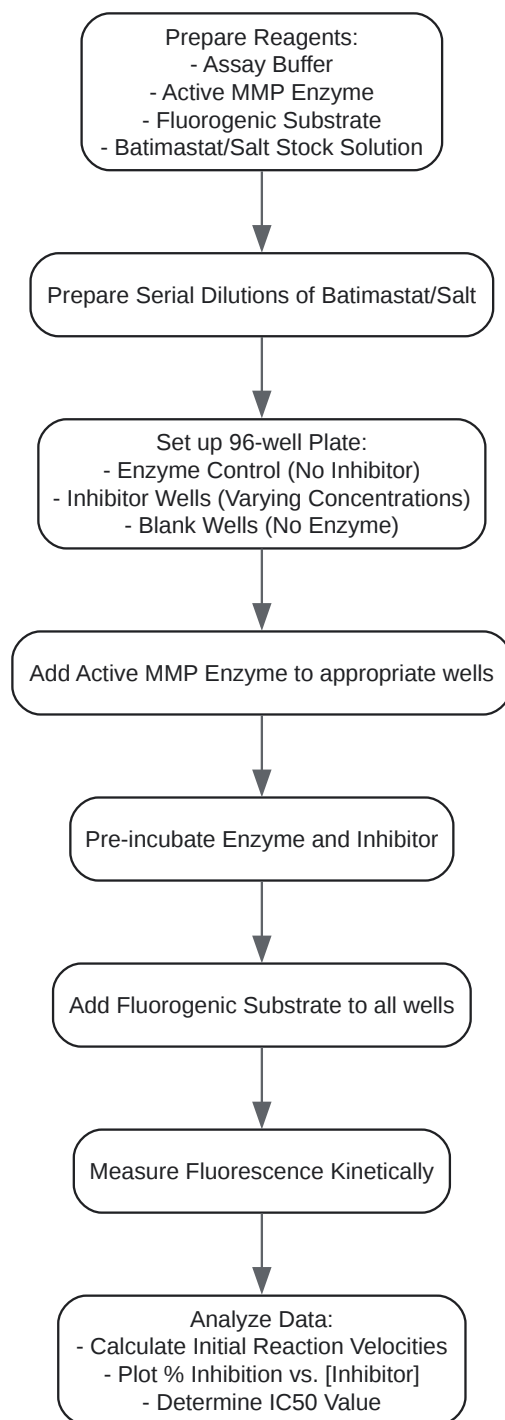 Prepare Reagents:
- Assay Buffer
- Active MMP Enzyme
- Fluorogenic Substrate
- Batimastat/Salt Stock Solution
Prepare Serial Dilutions of Batimastat/Salt
Set up 96-well Plate:
- Enzyme Control (No Inhibitor)
- Inhibitor Wells (Varying Concentrations)
- Blank Wells (No Enzyme)
Add Active MMP Enzyme to appropriate wells
Pre-incubate Enzyme and Inhibitor
Add Fluorogenic Substrate to all wells
Measure Fluorescence Kinetically
Analyze Data:
- Calculate Initial Reaction Velocities
- Plot % Inhibition vs. [Inhibitor]
- Determine IC50 Value